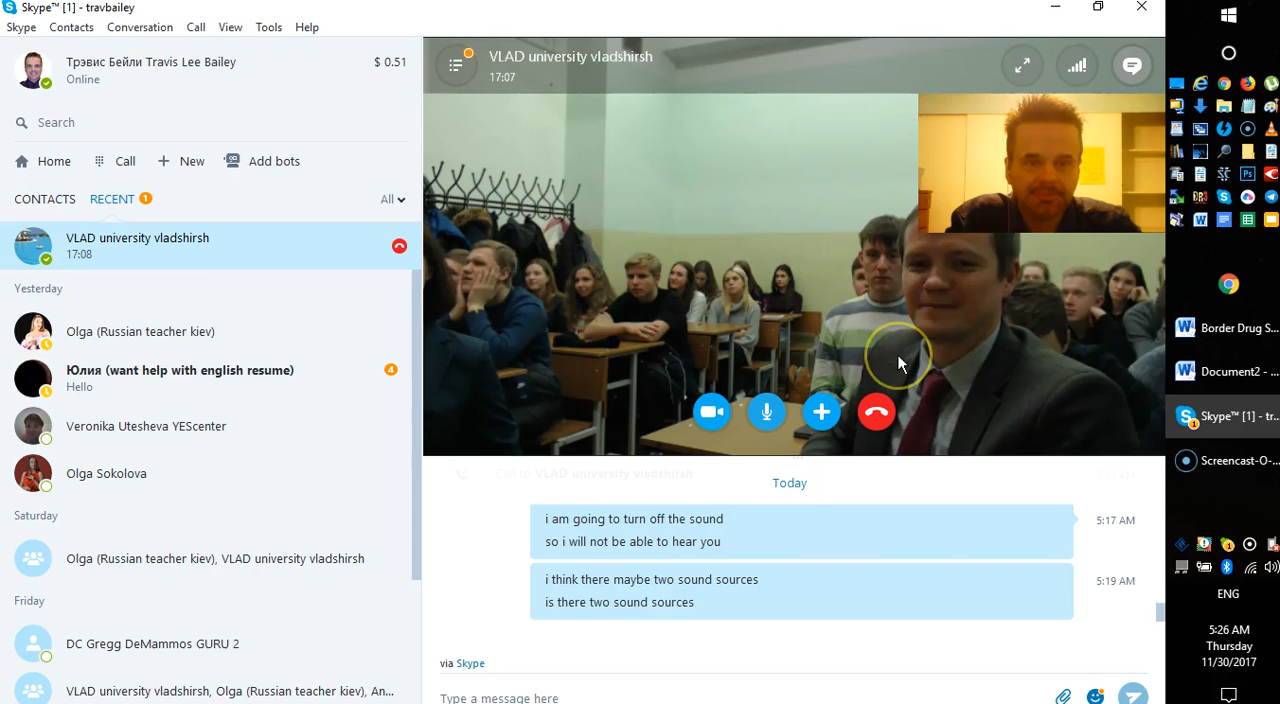 Skype™ [1] - travbailey
Skype Contacts Conversation Call View Tools Help
Трэвис Бейли Travis Lee Bailey
$ 0.51
Online
Search
Home Call New Add bots
CONTACTS RECENT 1 All
VLAD university vladshirsh
17:08
Yesterday
Olga (Russian teacher kiev)
Юлия (want help with english resume)
4
Hello
Veronika Utesheva YEScenter
Olga Sokolova
Saturday
Olga (Russian teacher kiev), VLAD university vladshirsh
Friday
DC Gregg DeMammos GURU 2
VLAD university vladshirsh, Olga (Russian teacher kiev), An...
VLAD university vladshirsh
17:07
Call to VLAD university vladshirsh
Today
i am going to turn off the sound
5:17 AM
so i will not be able to hear you
i think there maybe two sound sources
5:19 AM
is there two sound sources
via Skype
Type a message here
Border Drug S...
Document2 - ...
Skype™ [1] - tra...
Screencast-O-...
ENG
5:26 AM
Thursday
11/30/2017